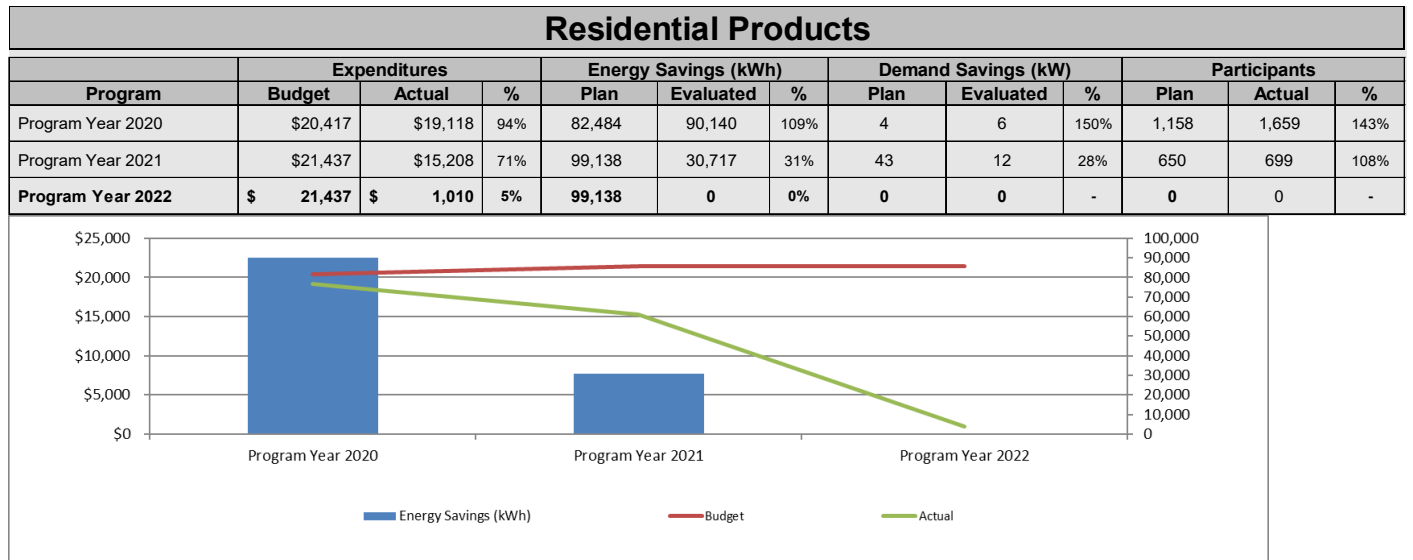 Residential Products
Expenditures Energy Savings (kWh) Demand Savings (kW) Participants
Program Budget Actual % Plan Evaluated % Plan Evaluated % Plan Actual %
Program Year 2020 $20,417 $19,118 94% 82,484 90,140 109% 4 6 150% 1,158 1,659 143%
Program Year 2021 $21,437 $15,208 71% 99,138 30,717 31% 43 12 28% 650 699 108%
Program Year 2022 $ 21,437 $ 1,010 5% 99,138 0 0% 0 0 - 0 0 -
$25,000 100,000
90,000
$20,000 80,000
70,000
$15,000 60,000
50,000
$10,000 40,000
30,000
$5,000 20,000
10,000
$0 0
Program Year 2020 Program Year 2021 Program Year 2022
Energy Savings (kWh) Budget Actual